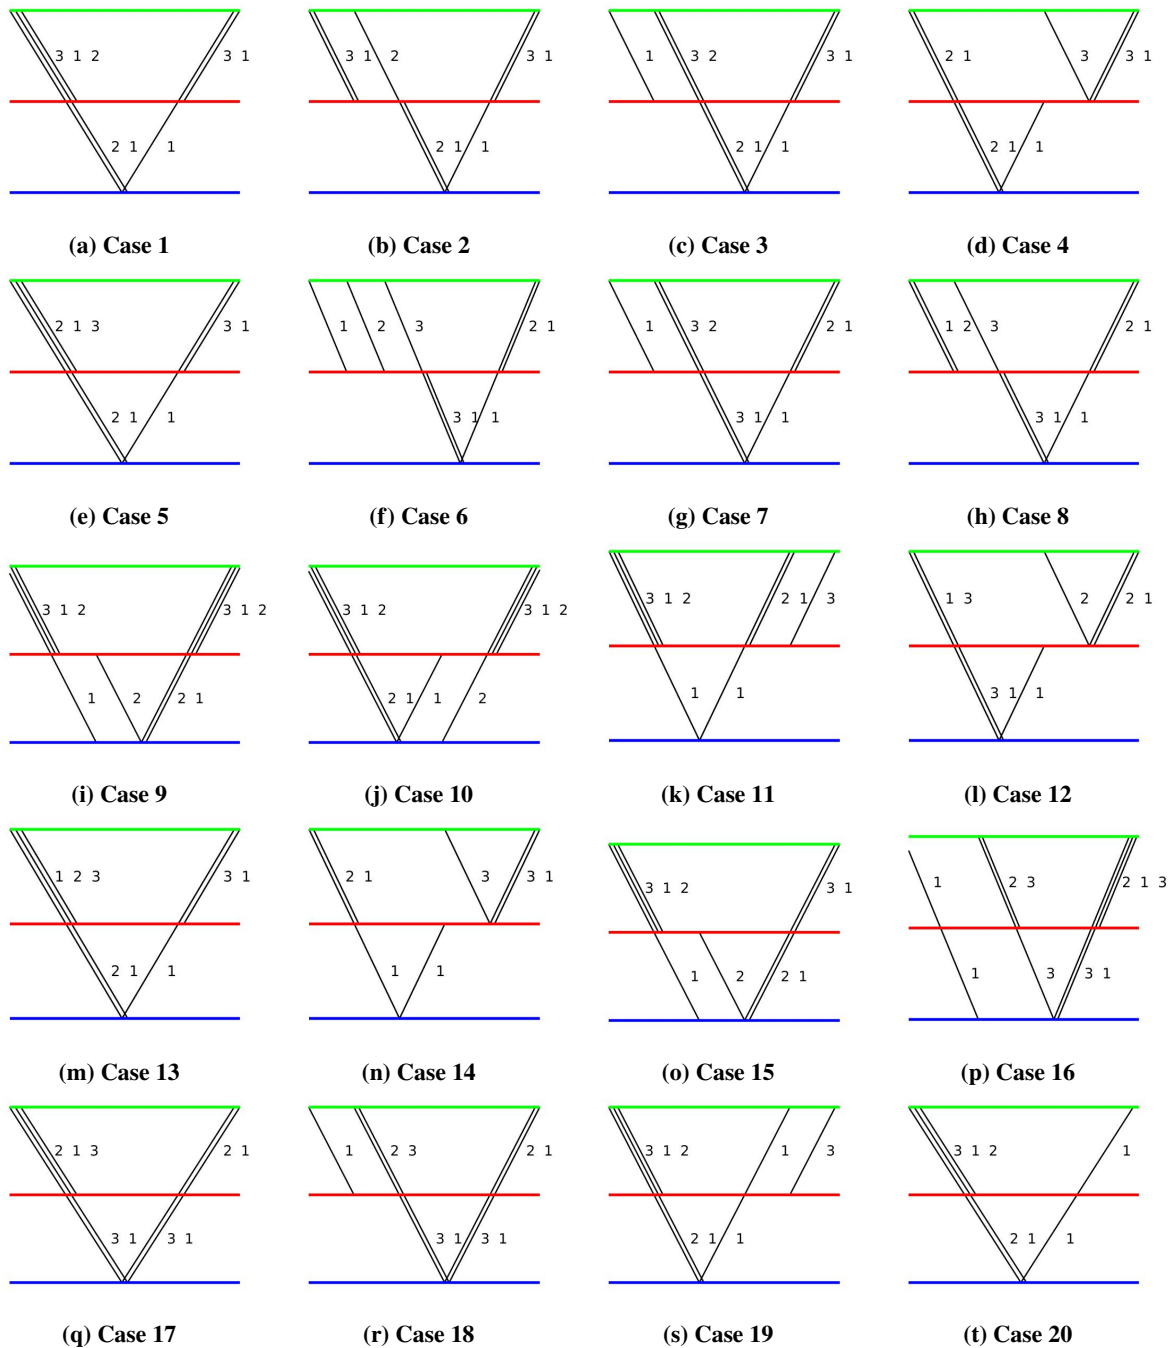 3 1 2 3 1 3 1 2 3 1 1 3 2 3 1 2 1 3 3 1
2 1 1 2 1 1 2 1 1 2 1 1
(a) Case 1 (b) Case 2 (c) Case 3 (d) Case 4
2 1 3 3 1 1 2 3 2 1 1 3 2 2 1 1 2 3 2 1
2 1 1 3 1 1 3 1 1 3 1 1
(e) Case 5 (f) Case 6 (g) Case 7 (h) Case 8
3 1 2 3 1 2 3 1 2 3 1 2 3 1 2 2 1 3 1 3 2 2 1
1 2 2 1 2 1 1 2 1 1 3 1 1
(i) Case 9 (j) Case 10 (k) Case 11 (l) Case 12
1 2 3 3 1 2 1 3 3 1 3 1 2 3 1 1 2 3 2 1 3
2 1 1 1 1 1 2 2 1 1 3 3 1
(m) Case 13 (n) Case 14 (o) Case 15 (p) Case 16
2 1 3 2 1 1 2 3 2 1 3 1 2 1 3 3 1 2 1
3 1 3 1 3 1 3 1 2 1 1 2 1 1
(q) Case 17 (r) Case 18 (s) Case 19 (t) Case 20